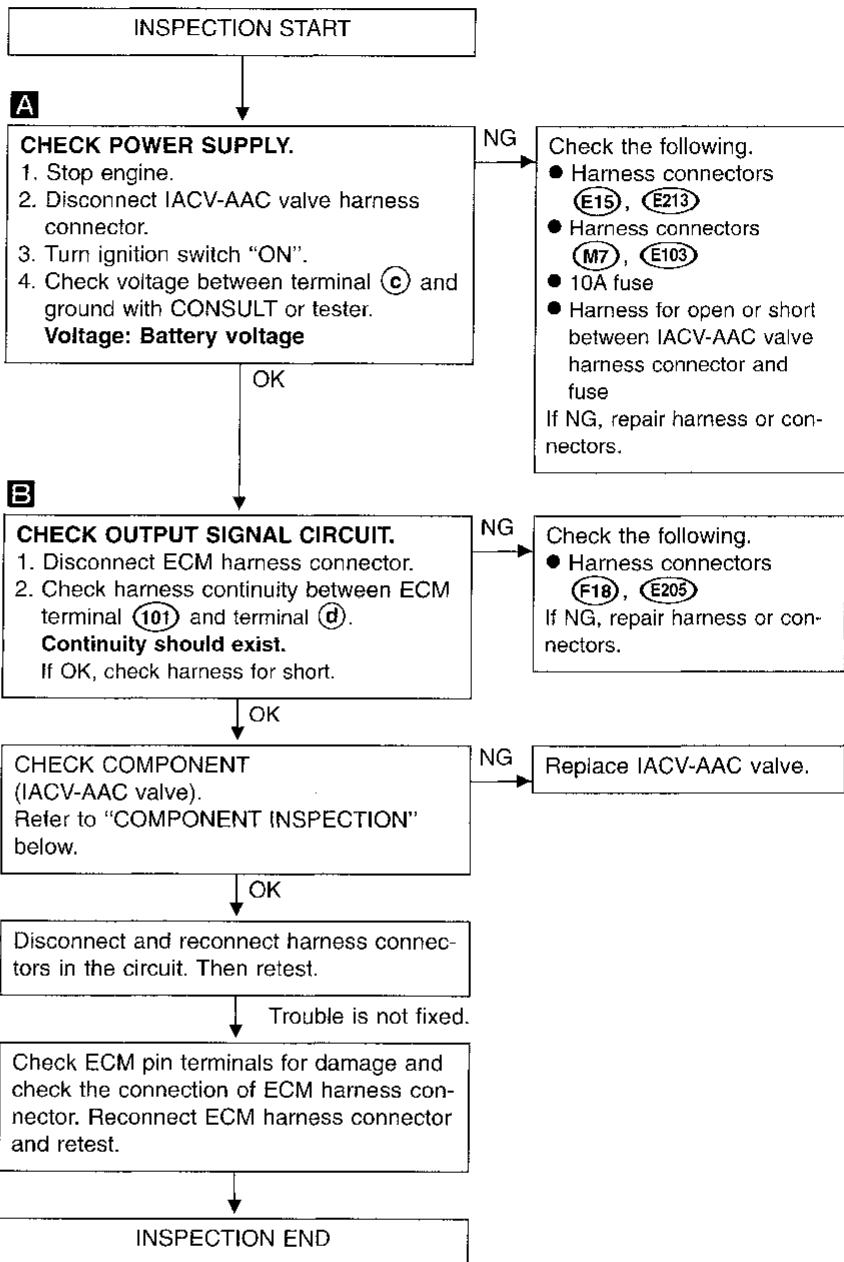 INSPECTION START
A
CHECK POWER SUPPLY.
1. Stop engine.
2. Disconnect IACV-AAC valve harness
connector.
3. Turn ignition switch “ON”.
4. Check voltage between terminal c and
ground with CONSULT or tester.
Voltage: Battery voltage
NG
Check the following.
● Harness connectors
E15, E213
● Harness connectors
M7, E103
● 10A fuse
● Harness for open or short
between IACV-AAC valve
harness connector and
fuse
If NG, repair harness or con-
nectors.
OK
B
CHECK OUTPUT SIGNAL CIRCUIT.
1. Disconnect ECM harness connector.
2. Check harness continuity between ECM
terminal 101 and terminal d.
Continuity should exist.
If OK, check harness for short.
NG
Check the following.
● Harness connectors
F18, E205
If NG, repair harness or con-
nectors.
OK
CHECK COMPONENT
(IACV-AAC valve).
Refer to “COMPONENT INSPECTION”
below.
NG
Replace IACV-AAC valve.
OK
Disconnect and reconnect harness connec-
tors in the circuit. Then retest.
Trouble is not fixed.
Check ECM pin terminals for damage and
check the connection of ECM harness con-
nector. Reconnect ECM harness connector
and retest.
INSPECTION END